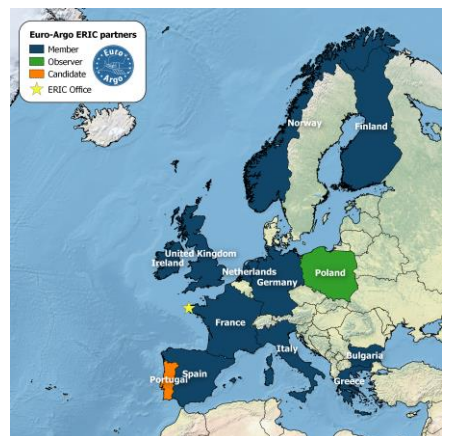 Euro-Argo ERIC partners
Member
Observer
Candidate
ERIC Office
Euro-
Argo
Norway
Finland
United Kingdom
Ireland
Netherlands
Germany
Poland
France
Italy
Bulgaria
Portugal
Spain
Greece